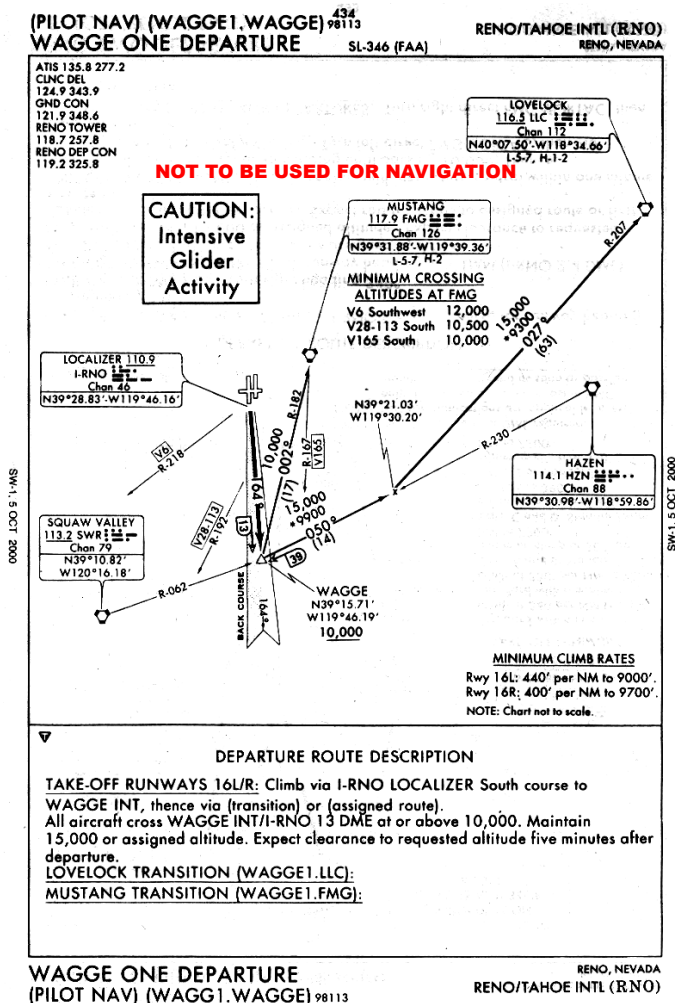 434
(PILOT NAV) (WAGGE1.WAGGE) 98113
WAGGE ONE DEPARTURE
SL-346 (FAA)
RENO/TAHOE INTL (RNO)
RENO, NEVADA
ATIS 135.8 277.2
CLNC DEL
124.9 343.9
GND CON
121.9 348.6
RENO TOWER
118.7 257.8
RENO DEP CON
119.2 325.8
LOVELOCK
116.5 LLC
Chan 112
N40°07.50'-W118°34.66'
L-5-7, H-1-2
NOT TO BE USED FOR NAVIGATION
CAUTION:
Intensive
Glider
Activity
MUSTANG
117.9 FMG
Chan 126
N39°31.88'-W119°39.36'
L-5-7, H-2
MINIMUM CROSSING
ALTITUDES AT FMG
V6 Southwest 12,000
V28-113 South 10,500
V165 South 10,000
R-207
15,000
*9300
027°
(63)
LOCALIZER 110.9
I-RNO
Chan 46
N39°28.83'-W119°46.16'
V6
R-218
R-182
10,000
002°
(17)
R-167
V165
N39°21.03'
W119°30.20'
R-230
HAZEN
114.1 HZN
Chan 88
N39°30.98'-W118°59.86'
164°
V28-113
R-192
13
15,000
*9900
050°
(14)
39
SQUAW VALLEY
113.2 SWR
Chan 79
N39°10.82'
W120°16.18'
R-062
WAGGE
N39°15.71'
W119°46.19'
10,000
BACK COURSE
164°
SW-1, 5 OCT 2000
SW-1, 5 OCT 2000
MINIMUM CLIMB RATES
Rwy 16L: 440' per NM to 9000'.
Rwy 16R: 400' per NM to 9700'.
NOTE: Chart not to scale.
T
DEPARTURE ROUTE DESCRIPTION
TAKE-OFF RUNWAYS 16L/R: Climb via I-RNO LOCALIZER South course to
WAGGE INT, thence via (transition) or (assigned route).
All aircraft cross WAGGE INT/I-RNO 13 DME at or above 10,000. Maintain
15,000 or assigned altitude. Expect clearance to requested altitude five minutes after
departure.
LOVELOCK TRANSITION (WAGGE1.LLC):
MUSTANG TRANSITION (WAGGE1.FMG):
WAGGE ONE DEPARTURE
(PILOT NAV) (WAGG1.WAGGE) 98113
RENO, NEVADA
RENO/TAHOE INTL (RNO)